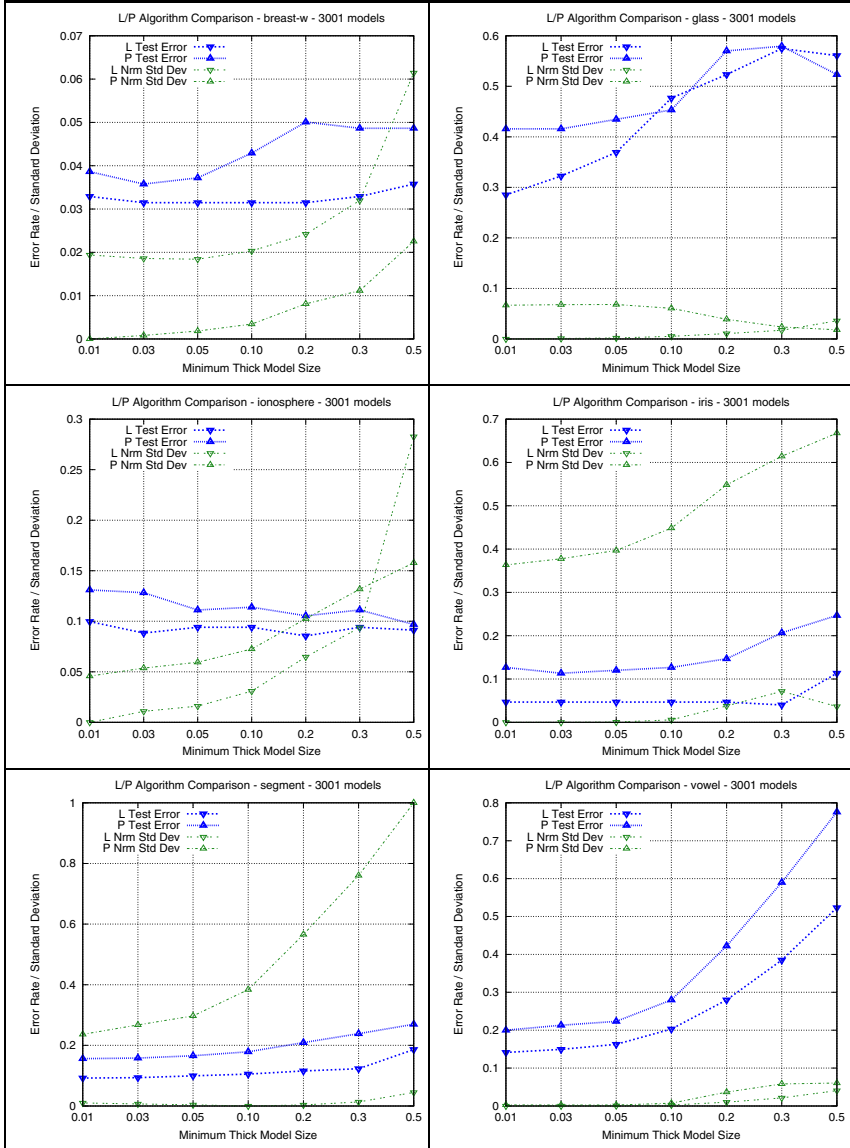 L/P Algorithm Comparison - breast-w - 3001 models
Error Rate / Standard Deviation
0.07
0.06
0.05
0.04
0.03
0.02
0.01
0
L Test Error
P Test Error
L Nrm Std Dev
P Nrm Std Dev
0.01 0.03 0.05 0.10 0.2 0.3 0.5
Minimum Thick Model Size
L/P Algorithm Comparison - glass - 3001 models
Error Rate / Standard Deviation
0.6
0.5
0.4
0.3
0.2
0.1
0
L Test Error
P Test Error
L Nrm Std Dev
P Nrm Std Dev
0.01 0.03 0.05 0.10 0.2 0.3 0.5
Minimum Thick Model Size
L/P Algorithm Comparison - ionosphere - 3001 models
Error Rate / Standard Deviation
0.3
0.25
0.2
0.15
0.1
0.05
0
L Test Error
P Test Error
L Nrm Std Dev
P Nrm Std Dev
0.01 0.03 0.05 0.10 0.2 0.3 0.5
Minimum Thick Model Size
L/P Algorithm Comparison - iris - 3001 models
Error Rate / Standard Deviation
0.7
0.6
0.5
0.4
0.3
0.2
0.1
0
L Test Error
P Test Error
L Nrm Std Dev
P Nrm Std Dev
0.01 0.03 0.05 0.10 0.2 0.3 0.5
Minimum Thick Model Size
L/P Algorithm Comparison - segment - 3001 models
Error Rate / Standard Deviation
1
0.8
0.6
0.4
0.2
0
L Test Error
P Test Error
L Nrm Std Dev
P Nrm Std Dev
0.01 0.03 0.05 0.10 0.2 0.3 0.5
Minimum Thick Model Size
L/P Algorithm Comparison - vowel - 3001 models
Error Rate / Standard Deviation
0.8
0.7
0.6
0.5
0.4
0.3
0.2
0.1
0
L Test Error
P Test Error
L Nrm Std Dev
P Nrm Std Dev
0.01 0.03 0.05 0.10 0.2 0.3 0.5
Minimum Thick Model Size